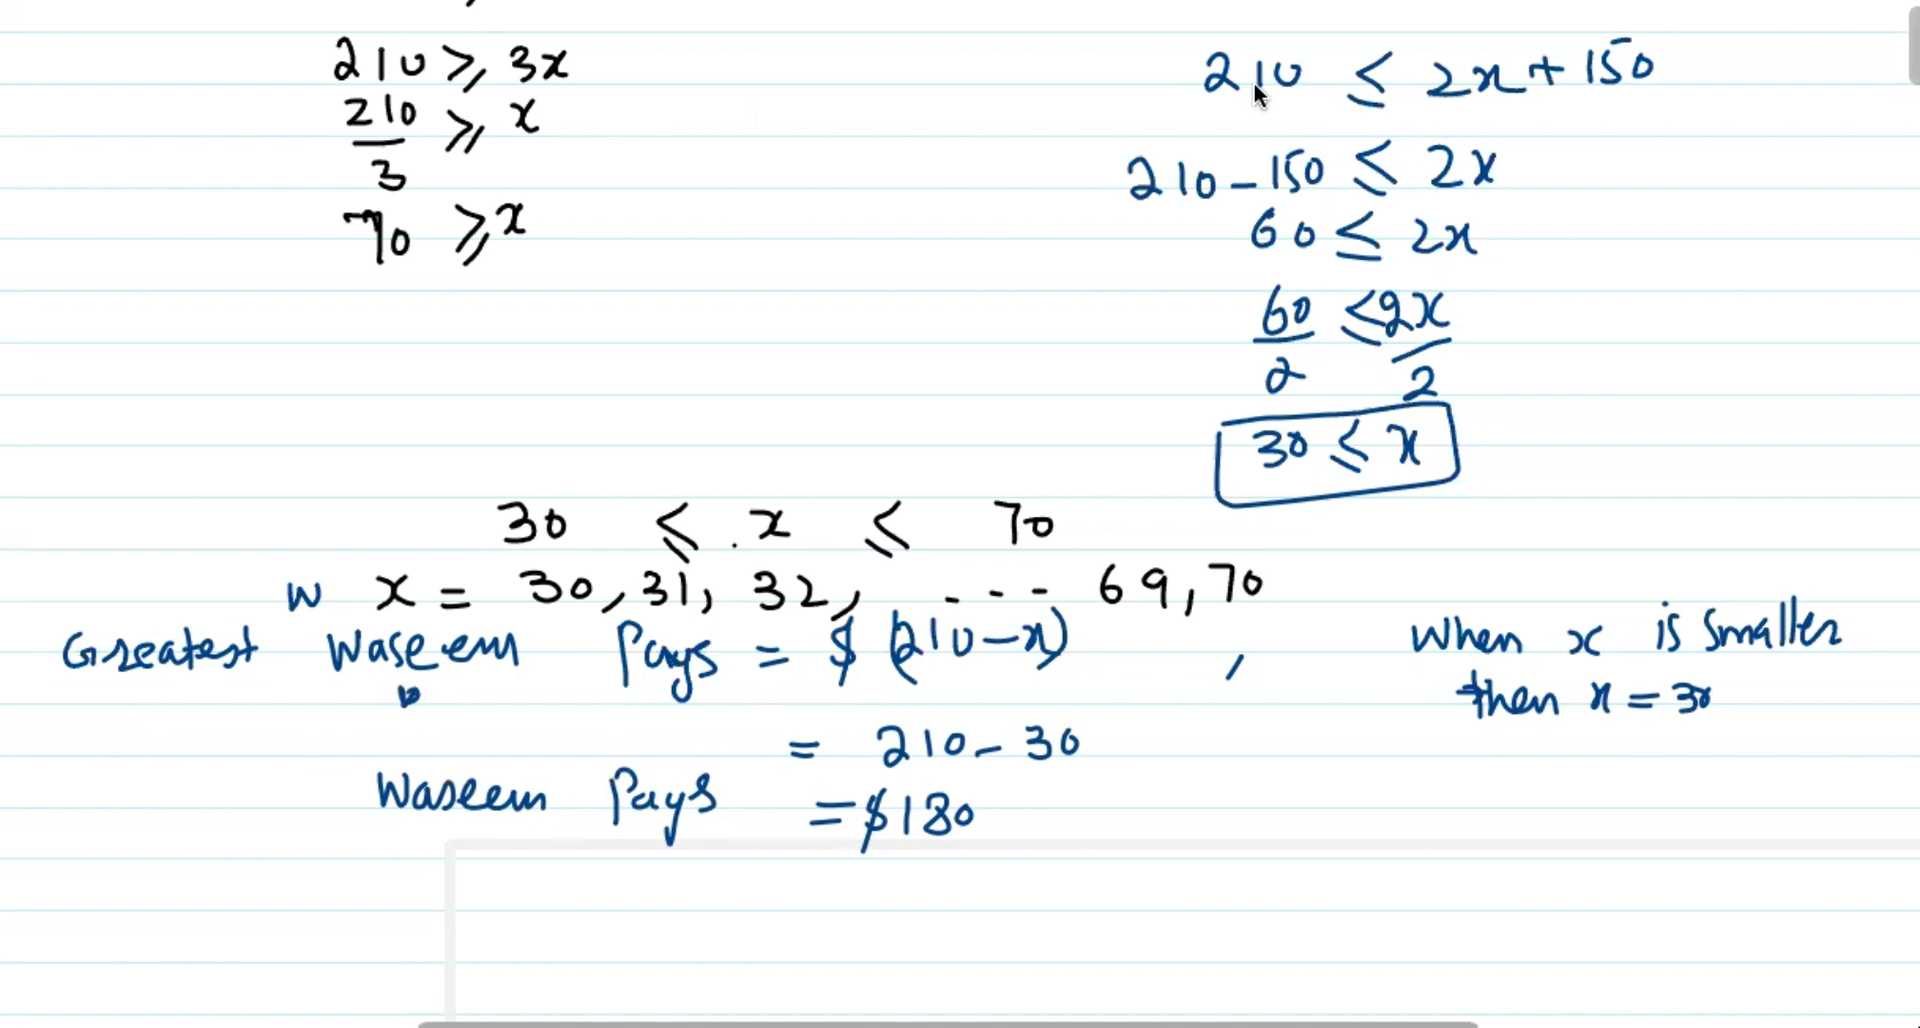 210 ⩾ 3x
210/3 ⩾ x
70 ⩾ x
210 ≤ 2x + 150
210 - 150 ≤ 2x
60 ≤ 2x
60/2 ≤ 2x/2
30 ≤ x
30 ≤ x ≤ 70
W x = 30, 31, 32, - - - 69, 70
Greatest Waseem Pays = $ (210-x) ,
When x is smaller
then x = 30
= 210 - 30
Waseem Pays = $180